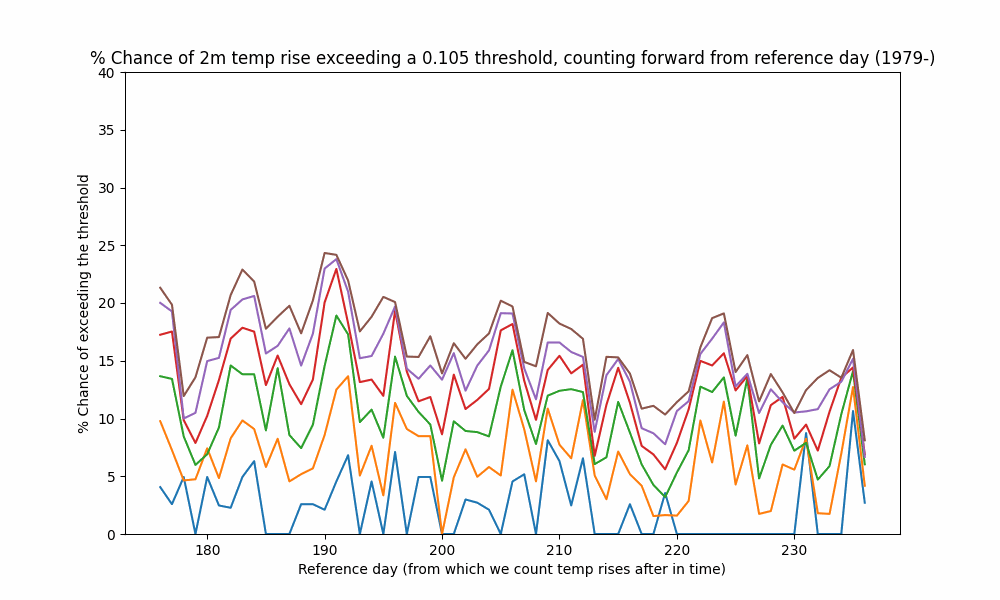 % Chance of 2m temp rise exceeding a 0.105 threshold, counting forward from reference day (1979-)
40
35
30
25
20
15
10
5
0
% Chance of exceeding the threshold
180 190 200 210 220 230
Reference day (from which we count temp rises after in time)